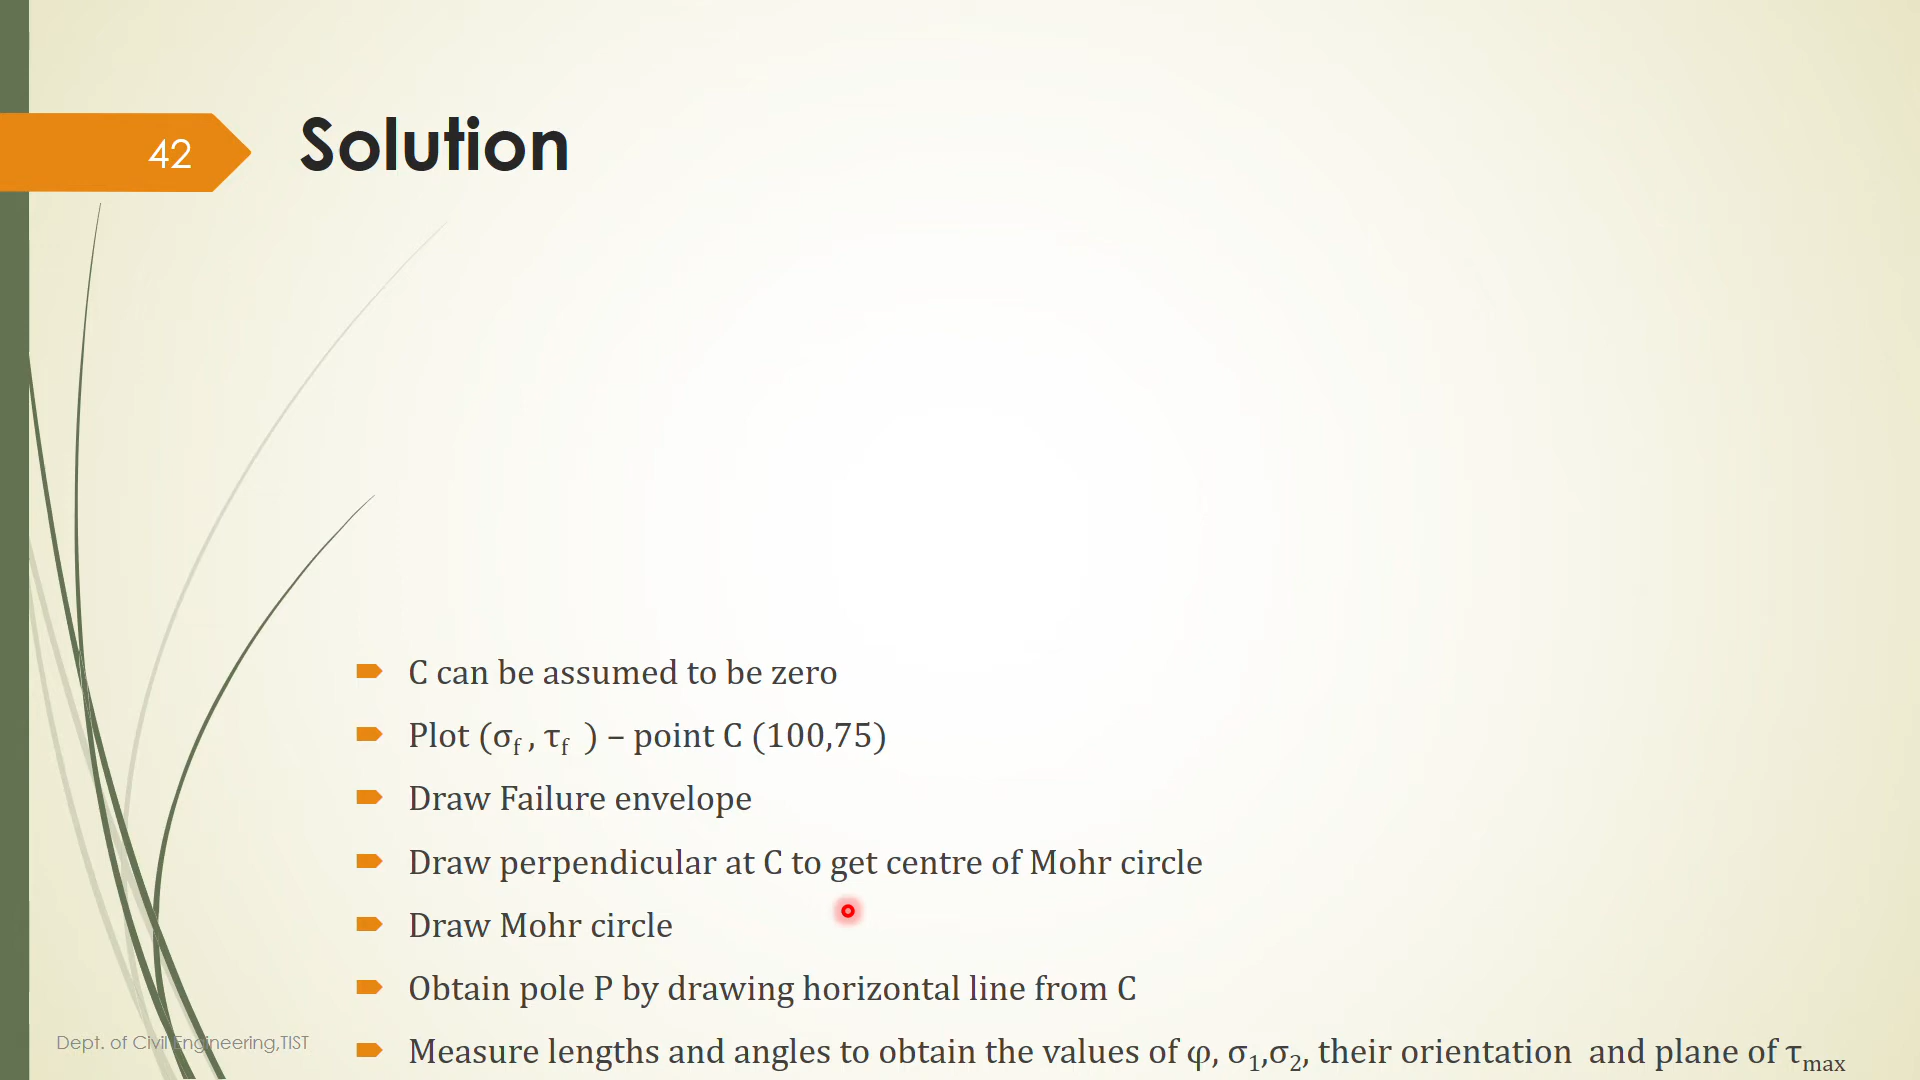 42
Solution
C can be assumed to be zero
Plot (σf , τf ) – point C (100,75)
Draw Failure envelope
Draw perpendicular at C to get centre of Mohr circle
Draw Mohr circle
Obtain pole P by drawing horizontal line from C
Measure lengths and angles to obtain the values of φ, σ1,σ2, their orientation and plane of τmax
Dept. of Civil Engineering,TIST